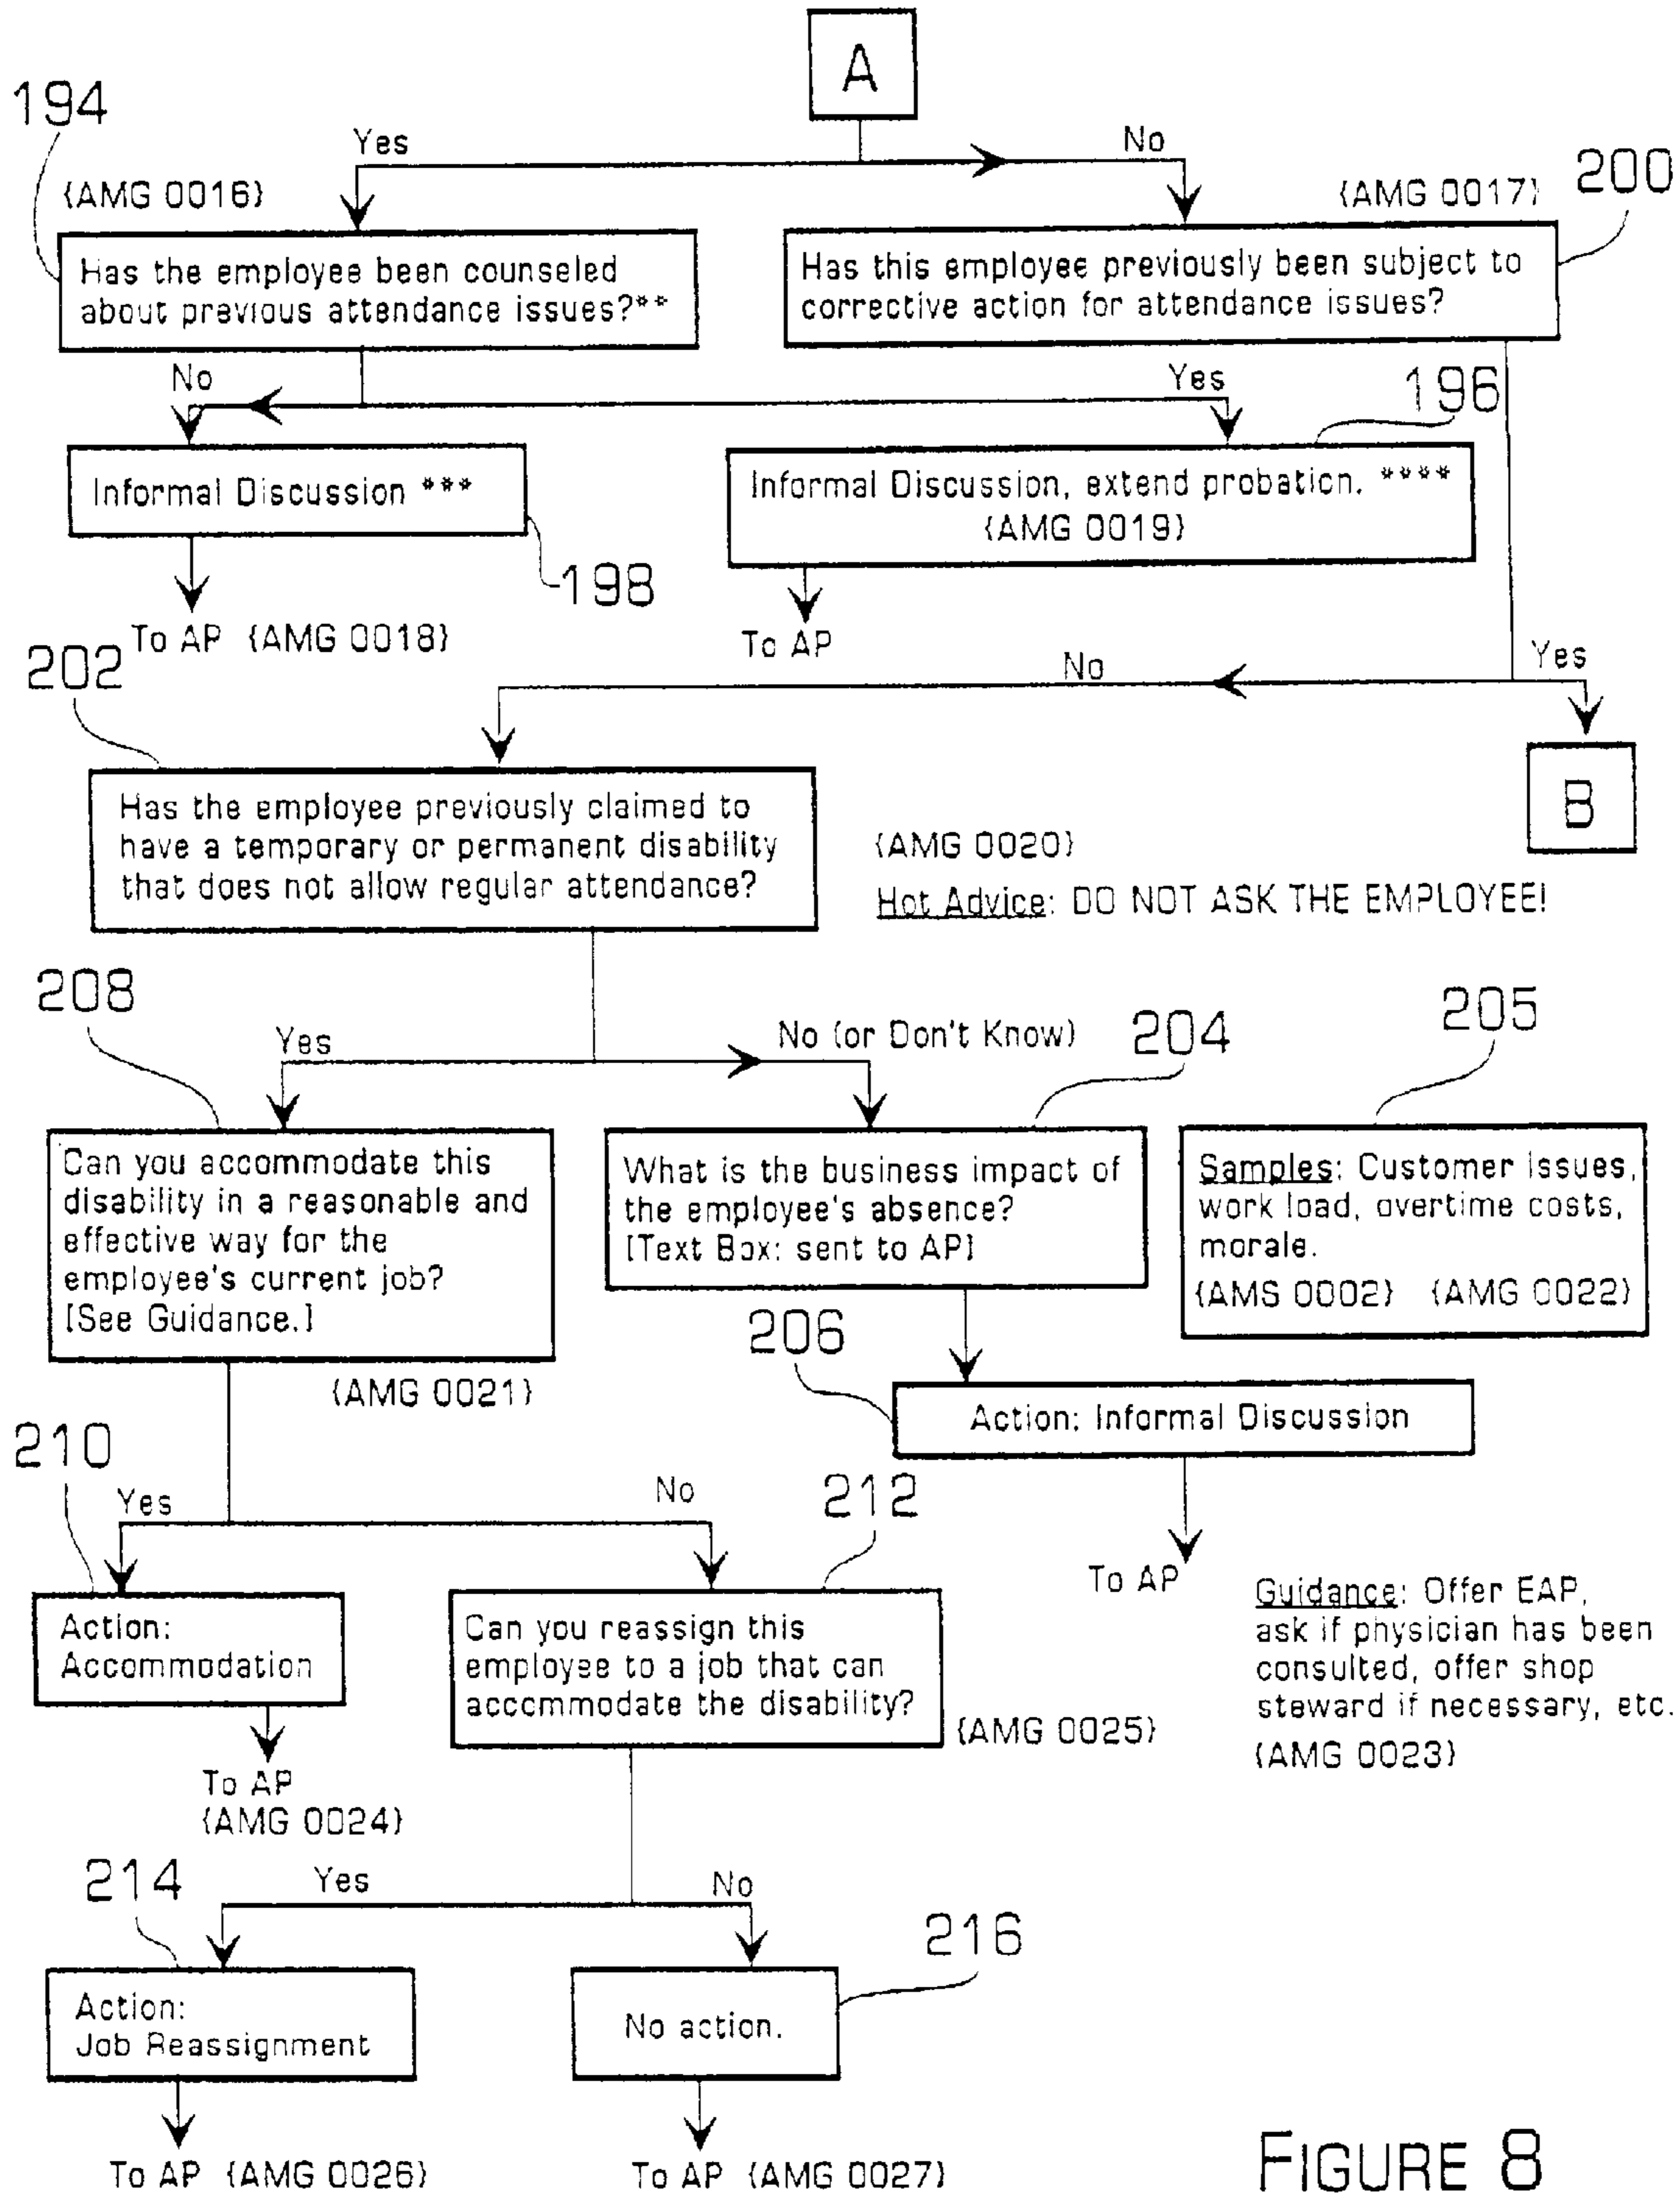 A
194
Yes
No
200
{AMG 0016}
{AMG 0017}
Has the employee been counseled
about previous attendance issues?**
Has this employee previously been subject to
corrective action for attendance issues?
No
Yes
196
Informal Discussion ***
Informal Discussion, extend probation. ****
{AMG 0019}
198
To AP {AMG 0018}
To AP
202
No
Yes
B
Has the employee previously claimed to
have a temporary or permanent disability
that does not allow regular attendance?
{AMG 0020}
Hot Advice: DO NOT ASK THE EMPLOYEE!
208
Yes
No (or Don't Know)
204
205
Can you accommodate this
disability in a reasonable and
effective way for the
employee's current job?
[See Guidance.]
What is the business impact of
the employee's absence?
[Text Box: sent to AP]
Samples: Customer issues,
work load, overtime costs,
morale.
{AMS 0002} {AMG 0022}
206
{AMG 0021}
Action: Informal Discussion
210
Yes
No
212
To AP
Action:
Accommodation
Can you reassign this
employee to a job that can
accommodate the disability?
{AMG 0025}
Guidance: Offer EAP,
ask if physician has been
consulted, offer shop
steward if necessary, etc.
{AMG 0023}
To AP
{AMG 0024}
214
Yes
No
216
Action:
Job Reassignment
No action.
To AP {AMG 0026}
To AP {AMG 0027}
FIGURE 8